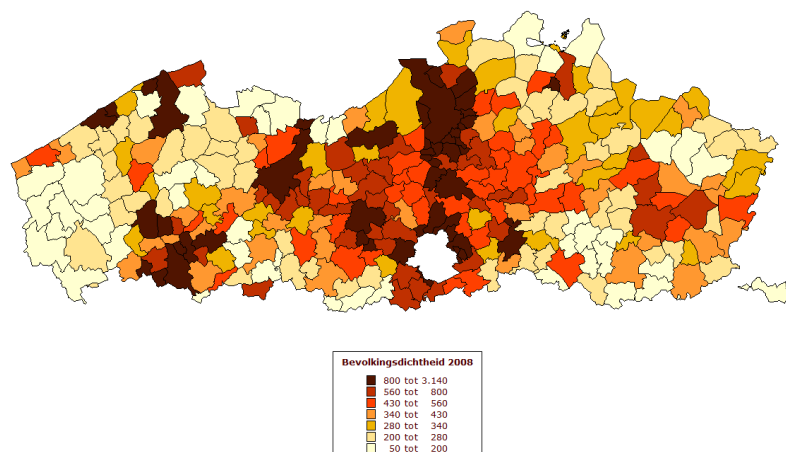 Bevolkingsdichtheid 2008
800 tot 3.140
560 tot 800
430 tot 560
340 tot 430
280 tot 340
200 tot 280
50 tot 200